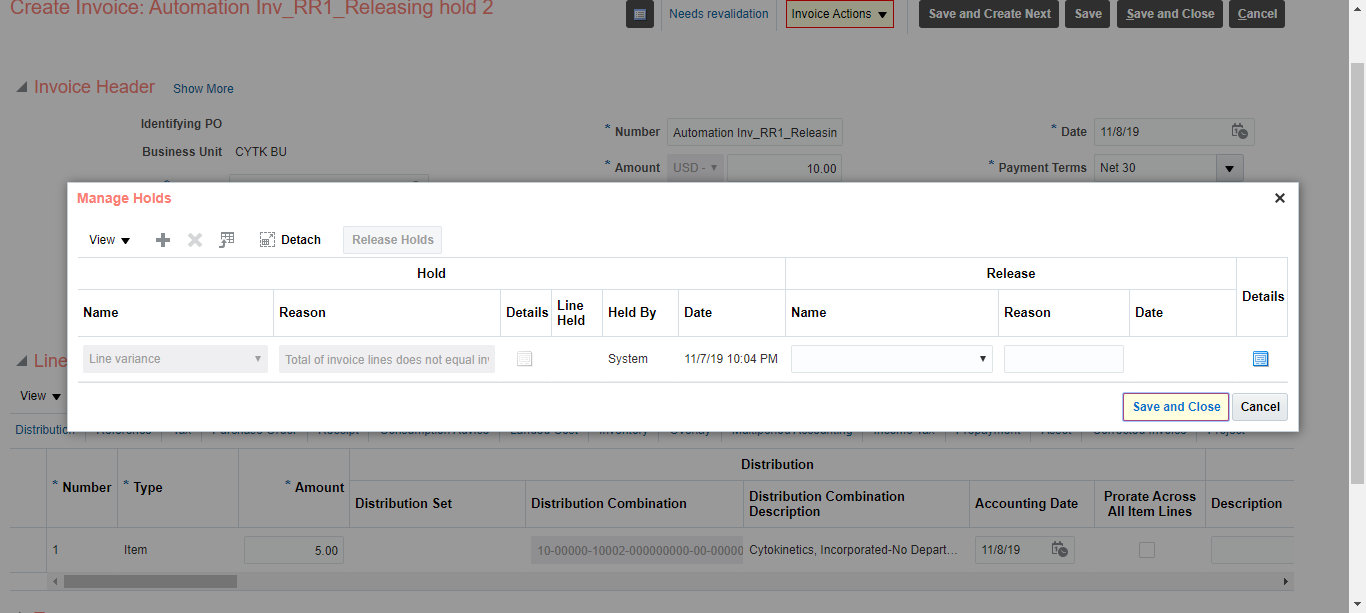 Create Invoice: Automation Inv_RR1_Releasing hold 2
Needs revalidation
Invoice Actions
Save and Create Next
Save
Save and Close
Cancel
Invoice Header
Show More
Identifying PO
Business Unit CYTK BU
* Number Automation Inv_RR1_Releasin
* Amount USD - 10.00
* Date 11/8/19
* Payment Terms Net 30
Manage Holds
View
Detach
Release Holds
Hold
Release
Name
Reason
Details
Line
Held
Held By
Date
Name
Reason
Date
Details
Line variance
Total of invoice lines does not equal in
System
11/7/19 10:04 PM
Save and Close
Cancel
Line
View
Distribution
* Number
* Type
* Amount
Distribution
Distribution Set
Distribution Combination
Distribution Combination
Description
Accounting Date
Prorate Across
All Item Lines
Description
1
Item
5.00
10-00000-10002-000000000-00-00000
Cytokinetics, Incorporated-No Depart...
11/8/19